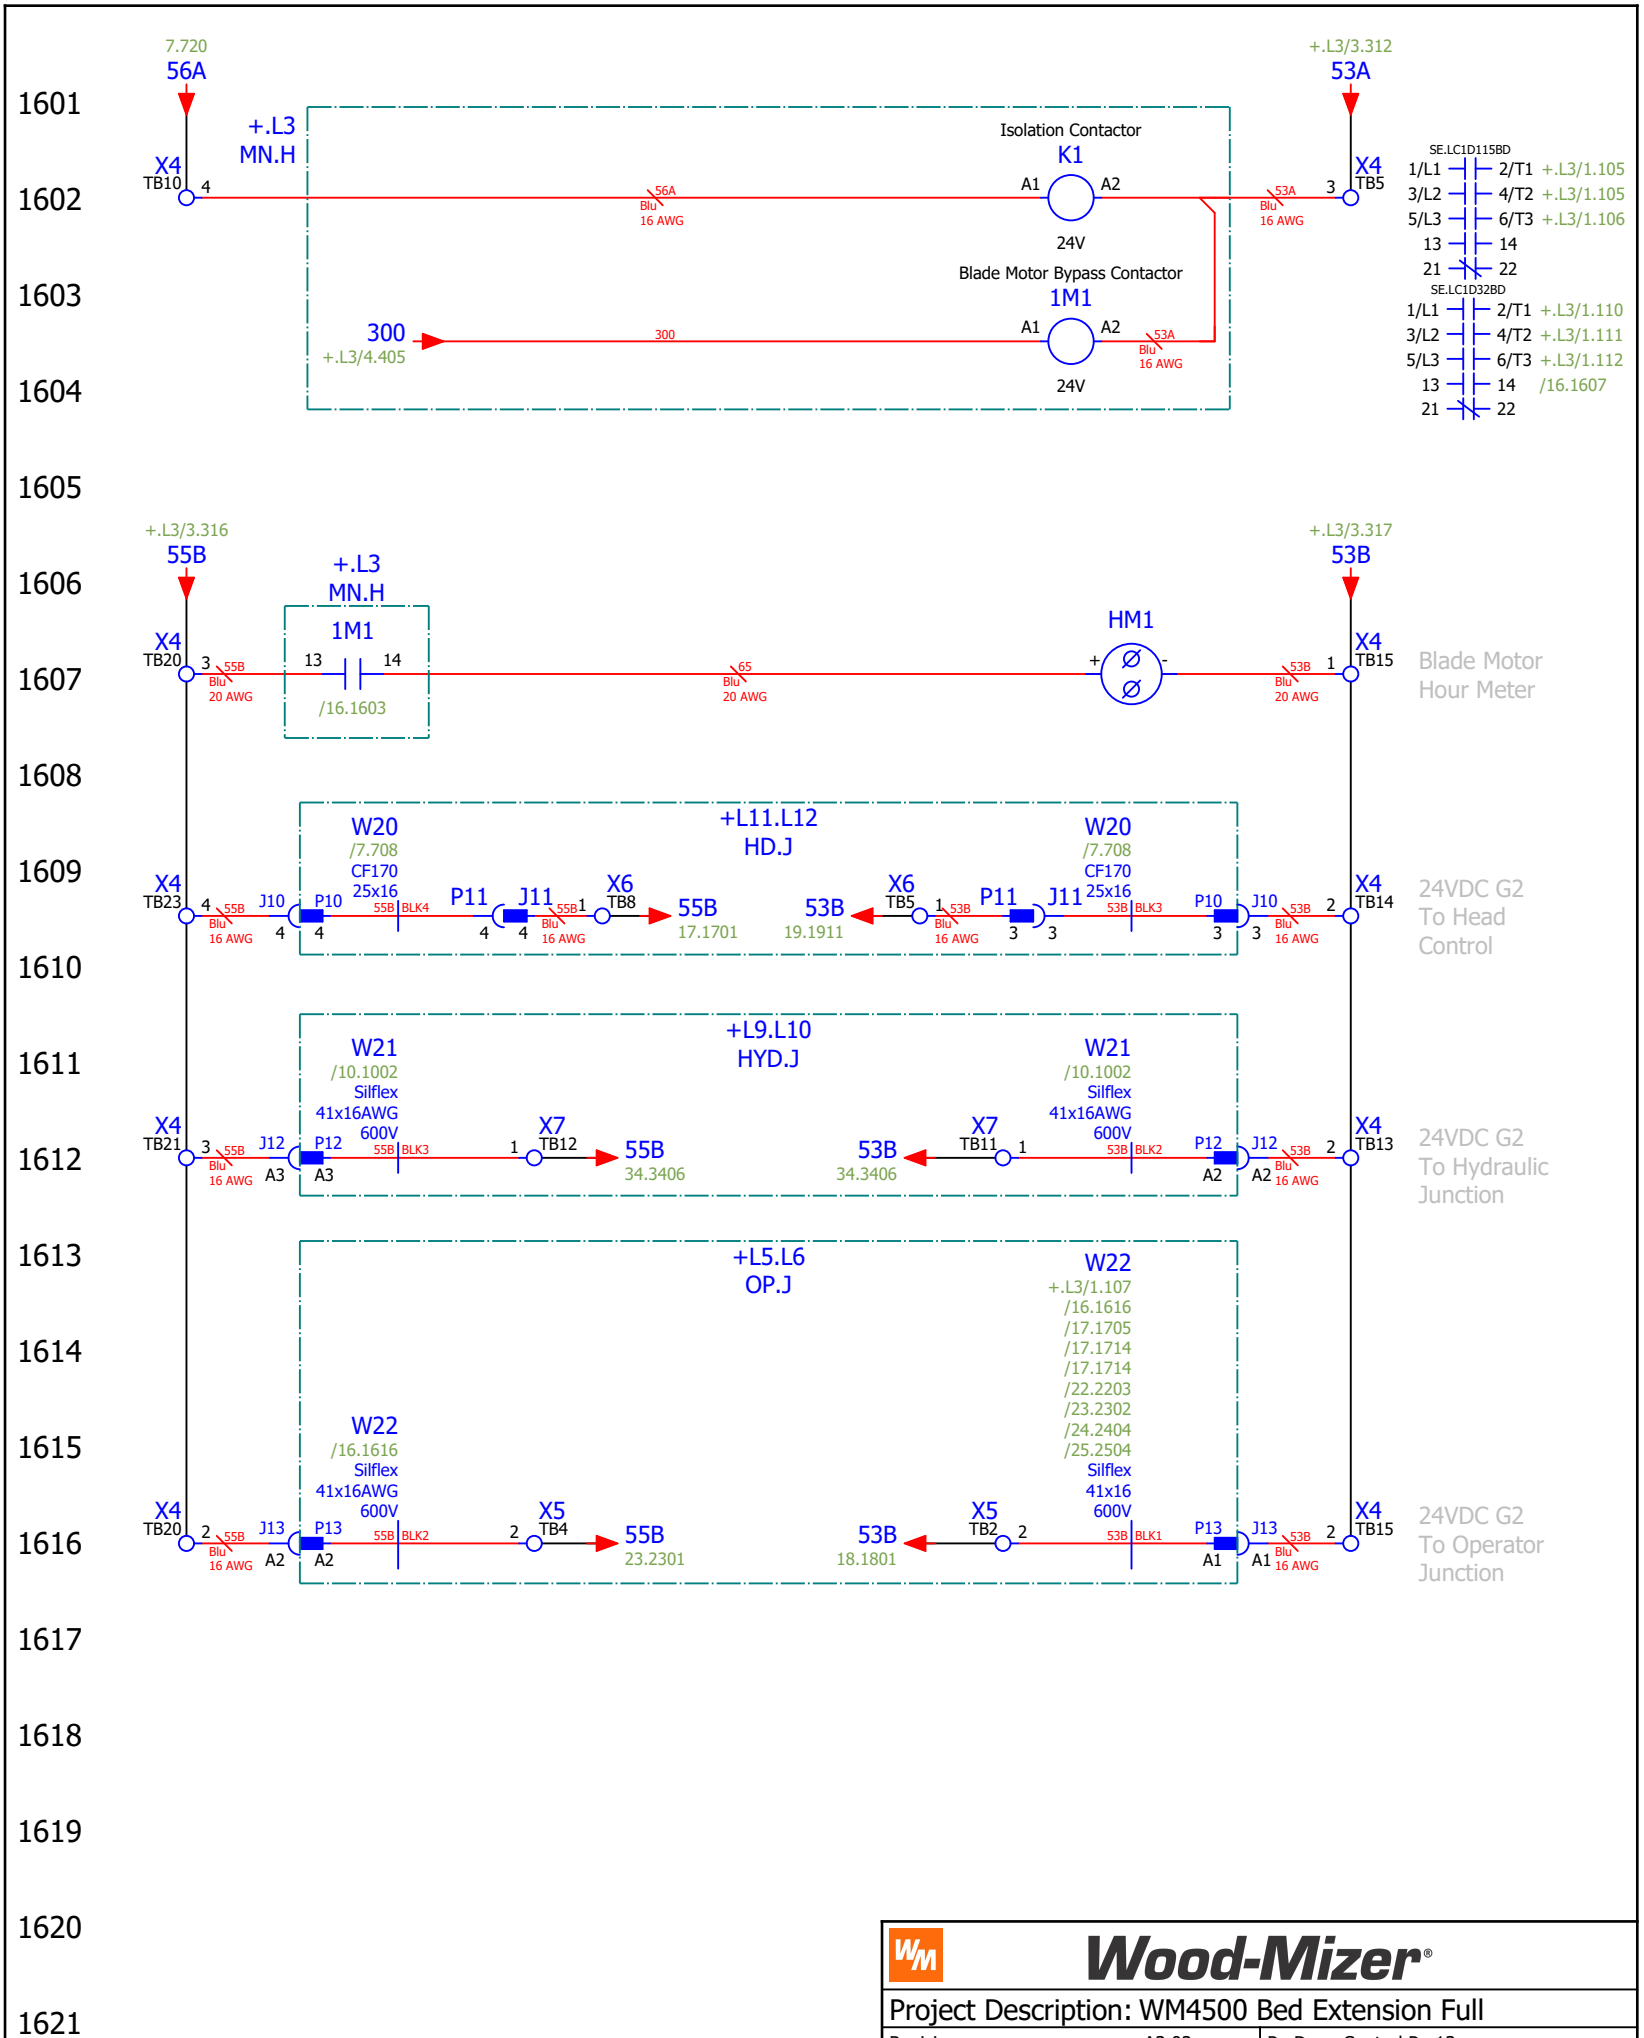 7.720
56A
+.L3/3.312
53A
1601
+.L3
MN.H
Isolation Contactor
K1
A1
A2
24V
X4
TB10
4
56A
Blu
16 AWG
53A
Blu
16 AWG
3
X4
TB5
1602
SE.LC1D115BD
1/L1 2/T1 +.L3/1.105
3/L2 4/T2 +.L3/1.105
5/L3 6/T3 +.L3/1.106
13 14
21 22
1603
Blade Motor Bypass Contactor
1M1
A1
A2
24V
300
+.L3/4.405
300
53A
Blu
16 AWG
SE.LC1D32BD
1/L1 2/T1 +.L3/1.110
3/L2 4/T2 +.L3/1.111
5/L3 6/T3 +.L3/1.112
13 14 /16.1607
21 22
1604
1605
+.L3/3.316
55B
+.L3/3.317
53B
1606
+.L3
MN.H
1M1
13 14
/16.1603
HM1
+ -
X4
TB20
3
55B
Blu
20 AWG
65
Blu
20 AWG
53B
Blu
20 AWG
1
X4
TB15
1607
Blade Motor
Hour Meter
1608
+L11.L12
HD.J
W20
/7.708
CF170
25x16
W20
/7.708
CF170
25x16
1609
X4
TB23
4
55B
Blu
16 AWG
J10
4
P10
4
55B BLK4
P11
4
J11
4
55B
Blu
16 AWG
1
X6
TB8
55B
17.1701
53B
19.1911
X6
TB5
1
53B
Blu
16 AWG
P11
3
J11
3
53B BLK3
P10
3
J10
3
53B
Blu
16 AWG
2
X4
TB14
24VDC G2
To Head
Control
1610
+L9.L10
HYD.J
1611
W21
/10.1002
Silflex
41x16AWG
600V
W21
/10.1002
Silflex
41x16AWG
600V
1612
X4
TB21
3
55B
Blu
16 AWG
J12
A3
P12
A3
55B BLK3
1
X7
TB12
55B
34.3406
53B
34.3406
X7
TB11
1
53B BLK2
P12
A2
J12
A2
53B
Blu
16 AWG
2
X4
TB13
24VDC G2
To Hydraulic
Junction
1613
+L5.L6
OP.J
W22
+.L3/1.107
/16.1616
/17.1705
/17.1714
/17.1714
/22.2203
/23.2302
/24.2404
/25.2504
Silflex
41x16
600V
1614
1615
W22
/16.1616
Silflex
41x16AWG
600V
1616
X4
TB20
2
55B
Blu
16 AWG
J13
A2
P13
A2
55B BLK2
2
X5
TB4
55B
23.2301
53B
18.1801
X5
TB2
2
53B BLK1
P13
A1
J13
A1
53B
Blu
16 AWG
2
X4
TB15
24VDC G2
To Operator
Junction
1617
1618
1619
1620
WM
Wood-Mizer®
1621
Project Description: WM4500 Bed Extension Full